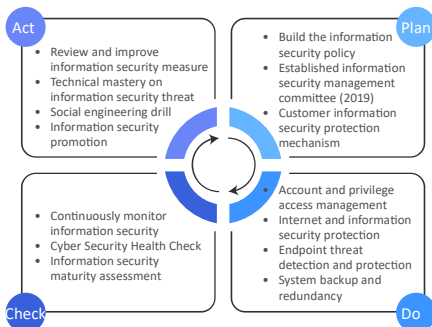 Act
• Review and improve
information security measure
• Technical mastery on
information security threat
• Social engineering drill
• Information security
promotion
Plan
• Build the information
security policy
• Established information
security management
committee (2019)
• Customer information
security protection
mechanism
• Continuously monitor
information security
• Cyber Security Health Check
• Information security
maturity assessment
Check
• Account and privilege
access management
• Internet and information
security protection
• Endpoint threat
detection and protection
• System backup and
redundancy
Do